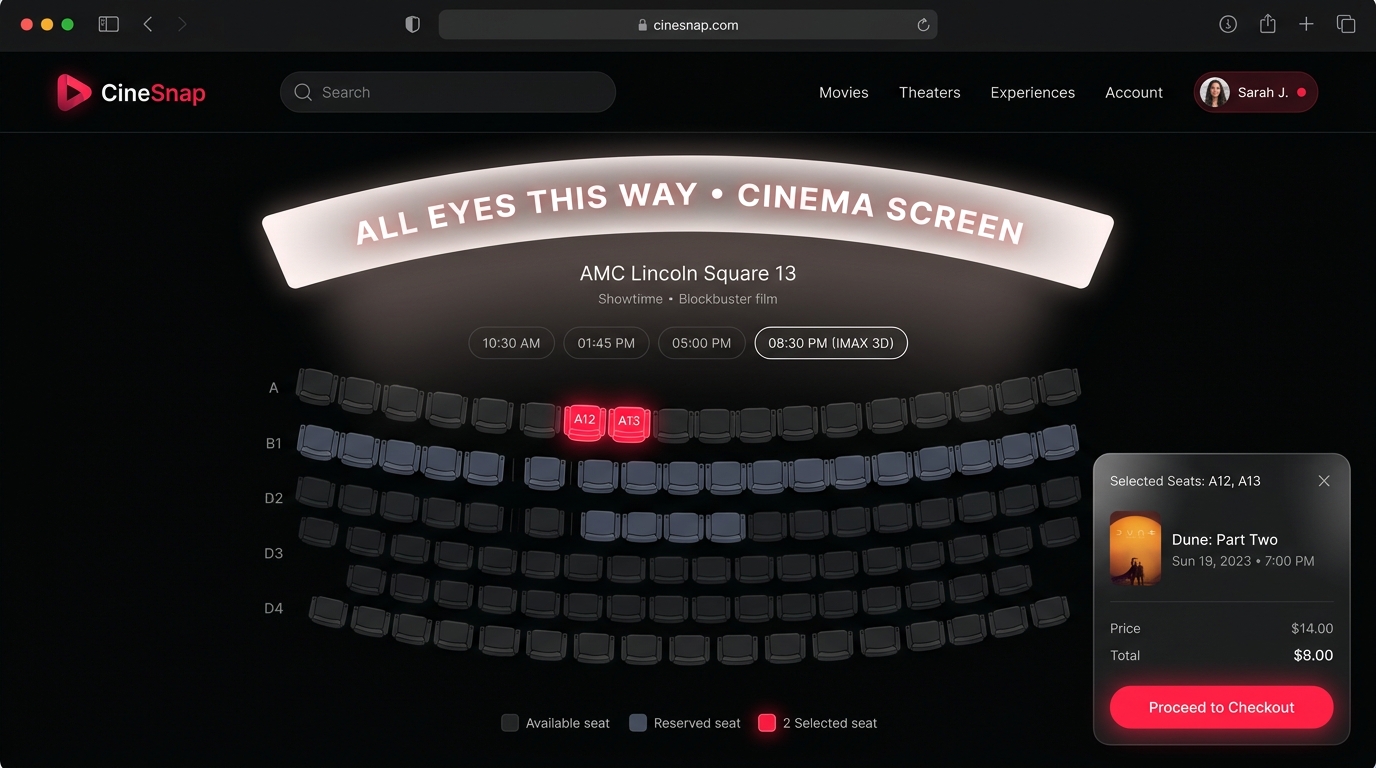 cinesnap.com
CineSnap
Search
Movies
Theaters
Experiences
Account
Sarah J.
ALL EYES THIS WAY • CINEMA SCREEN
AMC Lincoln Square 13
Showtime • Blockbuster film
10:30 AM
01:45 PM
05:00 PM
08:30 PM (IMAX 3D)
A
A12
AT3
B1
D2
D3
D4
Selected Seats: A12, A13
DUNE
Dune: Part Two
Sun 19, 2023 • 7:00 PM
Price $14.00
Total $8.00
Proceed to Checkout
Available seat
Reserved seat
2 Selected seat